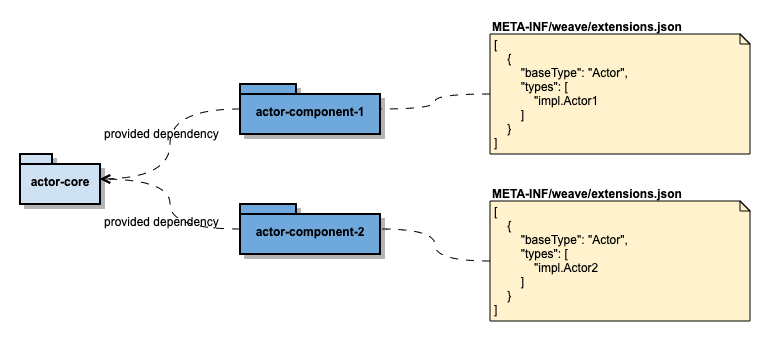 META-INF/weave/extensions.json
[
{
"baseType": "Actor",
"types": [
"impl.Actor1
]
}
]
actor-component-1
provided dependency
actor-core
META-INF/weave/extensions.json
[
{
"baseType": "Actor",
"types": [
"impl.Actor2
]
}
]
provided dependency
actor-component-2